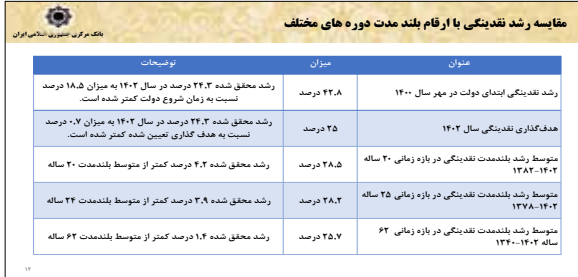 مقایسه رشد نقدینگی با ارقام بلند مدت دوره های مختلف
بانک مرکزی جمهوری اسلامی ایران
عنوان میزان توضیحات
رشد نقدینگی ابتدای دولت در مهر سال ۱۴۰۰ ۴۲.۸ درصد رشد محقق شده ۲۴.۳ درصد در سال ۱۴۰۲ به میزان ۱۸.۵ درصد
نسبت به زمان شروع دولت کمتر شده است.
هدف‌گذاری نقدینگی سال ۱۴۰۲ ۲۵ درصد رشد محقق شده ۲۴.۳ درصد در سال ۱۴۰۲ به میزان ۰.۷ درصد
نسبت به هدف گذاری تعیین شده کمتر شده است.
متوسط رشد بلندمدت نقدینگی در بازه زمانی ۲۰ ساله
۱۳۸۲-۱۴۰۲ ۲۸.۵ درصد رشد محقق شده ۴.۲ درصد کمتر از متوسط بلندمدت ۲۰ ساله
متوسط رشد بلندمدت نقدینگی در بازه زمانی ۲۵ ساله
۱۳۷۸-۱۴۰۲ ۲۸.۲ درصد رشد محقق شده ۳.۹ درصد کمتر از متوسط بلندمدت ۲۴ ساله
متوسط رشد بلندمدت نقدینگی در بازه زمانی ۶۲
ساله ۱۴۰۲-۱۳۴۰ ۲۵.۷ درصد رشد محقق شده ۱.۴ درصد کمتر از متوسط بلندمدت ۶۲ ساله
۱۲